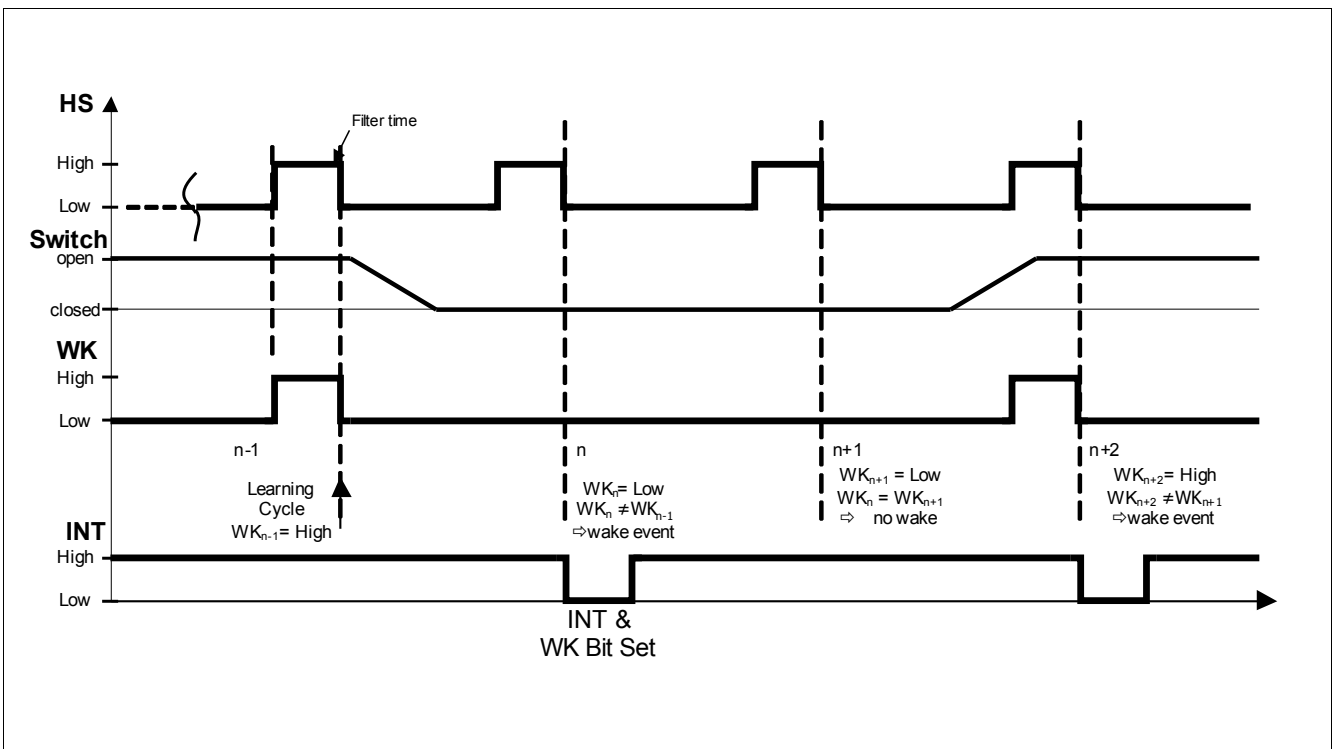 HS
Filter time
High
Low
Switch
open
closed
WK
High
Low
n-1
n
n+1
n+2
Learning
Cycle
WKn-1= High
WKn= Low
WKn ≠WKn-1
⇨wake event
WKn+1 = Low
WKn = WKn+1
⇨ no wake
WKn+2= High
WKn+2 ≠WKn+1
⇨wake event
INT
High
Low
INT &
WK Bit Set